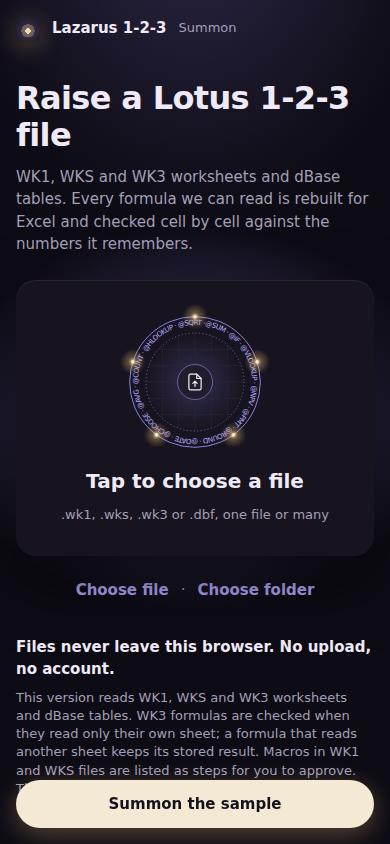 Lazarus 1-2-3 Summon
Raise a Lotus 1-2-3
file
WK1, WKS and WK3 worksheets and dBase
tables. Every formula we can read is rebuilt for
Excel and checked cell by cell against the
numbers it remembers.
@SQRT · @SUM · @IF · @VLOOKUP · @NPV · @PMT · @ROUND · @DATE · @CHOOSE · @AVG · @COUNT · @HLOOKUP ·
Tap to choose a file
.wk1, .wks, .wk3 or .dbf, one file or many
Choose file · Choose folder
Files never leave this browser. No upload,
no account.
This version reads WK1, WKS and WK3 worksheets
and dBase tables. WK3 formulas are checked when
they read only their own sheet; a formula that reads
another sheet keeps its stored result. Macros in WK1
and WKS files are listed as steps for you to approve.
Summon the sample